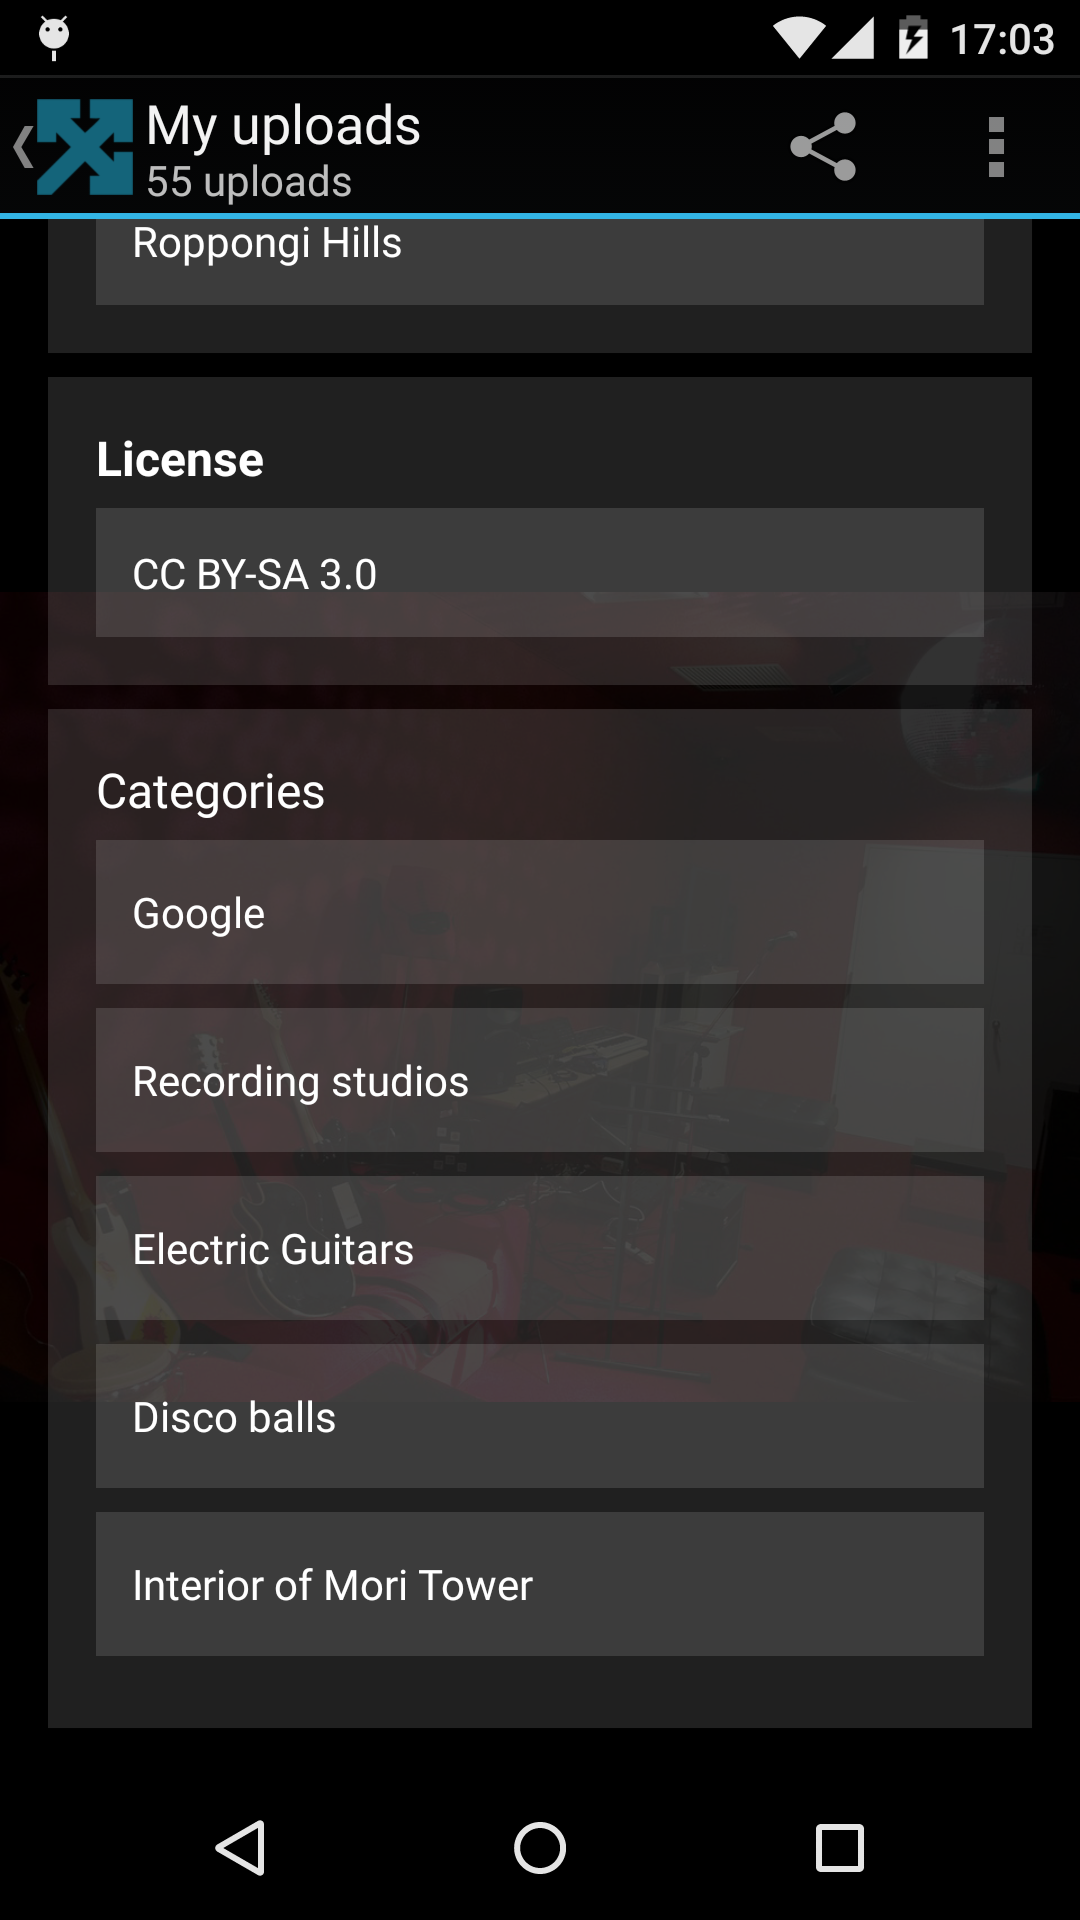 17:03
My uploads
55 uploads
Roppongi Hills
License
CC BY-SA 3.0
Categories
Google
Recording studios
Electric Guitars
Disco balls
Interior of Mori Tower